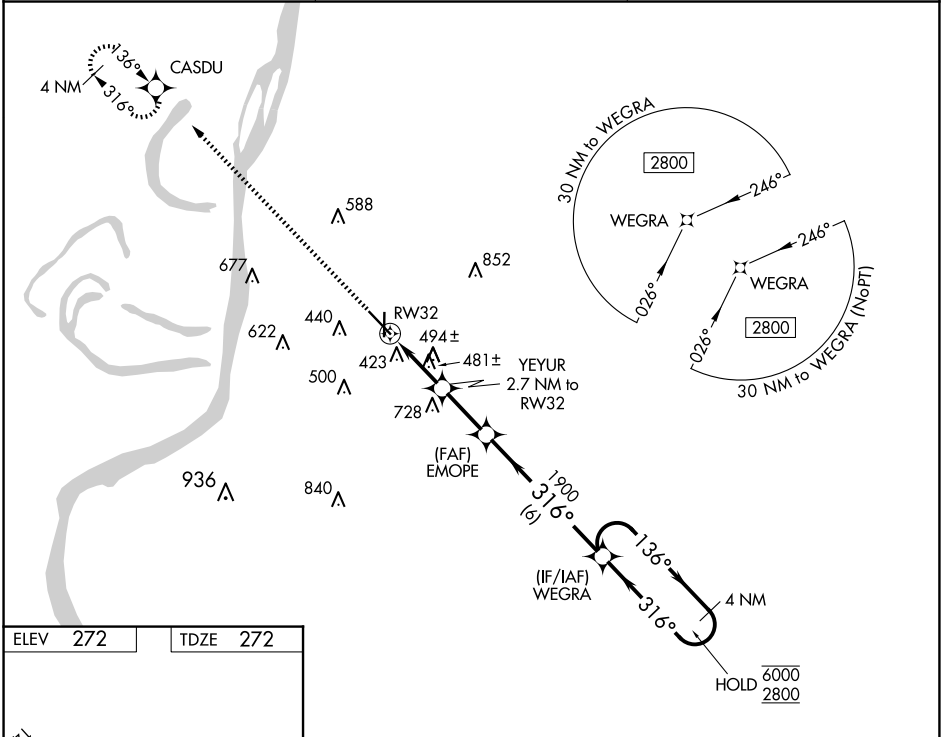 136°
CASDU
4 NM
316°
30 NM to WEGRA
2800
246°
WEGRA
026°
246°
WEGRA
026°
2800
30 NM to WEGRA (NoPT)
588
852
677
RW32
440
494±
622
423
481±
YEYUR
2.7 NM to
RW32
500
728
(FAF)
EMOPE
936
840
1900
316°
(6)
136°
(IF/IAF)
WEGRA
4 NM
316°
HOLD 6000
2800
ELEV 272
TDZE 272